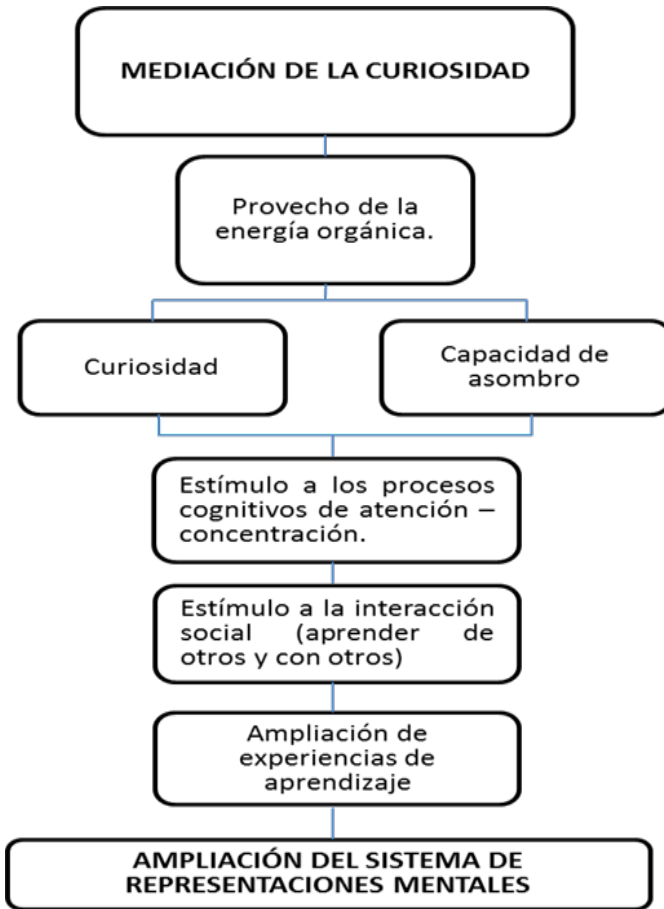 MEDIACIÓN DE LA CURIOSIDAD
Provecho de la
energía orgánica.
Curiosidad
Capacidad de
asombro
Estímulo a los procesos
cognitivos de atención –
concentración.
Estímulo a la interacción
social (aprender de
otros y con otros)
Ampliación de
experiencias de
aprendizaje
AMPLIACIÓN DEL SISTEMA DE
REPRESENTACIONES MENTALES